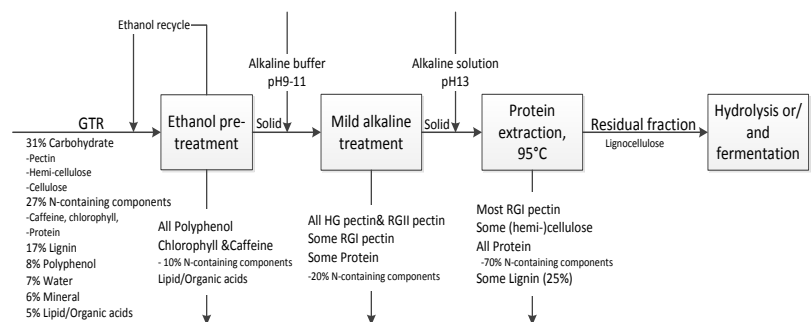 Ethanol recycle
Alkaline buffer
pH9-11
Alkaline solution
pH13
GTR
Ethanol pre-
treatment
Solid
Mild alkaline
treatment
Solid
Protein
extraction,
95°C
Residual fraction
Lignocellulose
Hydrolysis or/
and
fermentation
31% Carbohydrate
-Pectin
-Hemi-cellulose
-Cellulose
27% N-containing components
-Caffeine, chlorophyll,
-Protein
17% Lignin
8% Polyphenol
7% Water
6% Mineral
5% Lipid/Organic acids
All Polyphenol
Chlorophyll &Caffeine
- 10% N-containing components
Lipid/Organic acids
All HG pectin& RGII pectin
Some RGI pectin
Some Protein
-20% N-containing components
Most RGI pectin
Some (hemi-)cellulose
All Protein
-70% N-containing components
Some Lignin (25%)